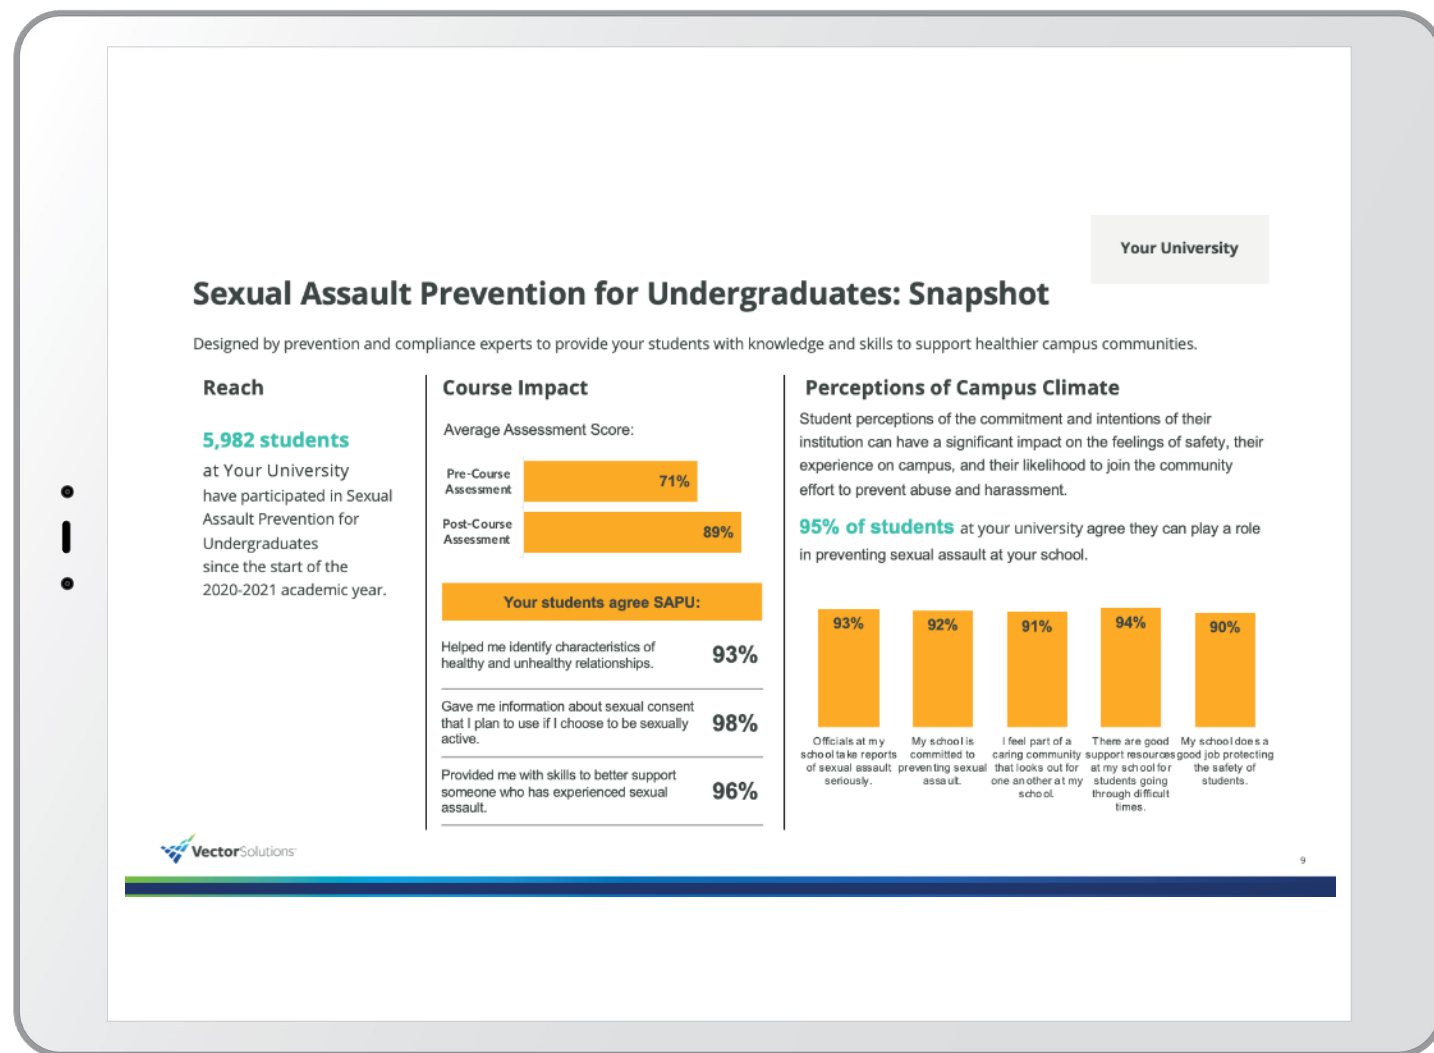 Your University
Sexual Assault Prevention for Undergraduates: Snapshot
Designed by prevention and compliance experts to provide your students with knowledge and skills to support healthier campus communities.
Reach
5,982 students
at Your University
have participated in Sexual
Assault Prevention for
Undergraduates
since the start of the
2020-2021 academic year.
Course Impact
Average Assessment Score:
Pre-Course
Assessment
71%
Post-Course
Assessment
89%
Your students agree SAPU:
Helped me identify characteristics of
healthy and unhealthy relationships.
93%
Gave me information about sexual consent
that I plan to use if I choose to be sexually
active.
98%
Provided me with skills to better support
someone who has experienced sexual
assault.
96%
Perceptions of Campus Climate
Student perceptions of the commitment and intentions of their
institution can have a significant impact on the feelings of safety, their
experience on campus, and their likelihood to join the community
effort to prevent abuse and harassment.
95% of students at your university agree they can play a role
in preventing sexual assault at your school.
93%
92%
91%
94%
90%
Officials at my
school take reports
of sexual assault
seriously.
My school is
committed to
preventing sexual
assault.
I feel part of a
caring community
that looks out for
one another at my
school.
There are good
support resources
at my school for
students going
through difficult
times.
My school does a
good job protecting
the safety of
students.
VectorSolutions
9